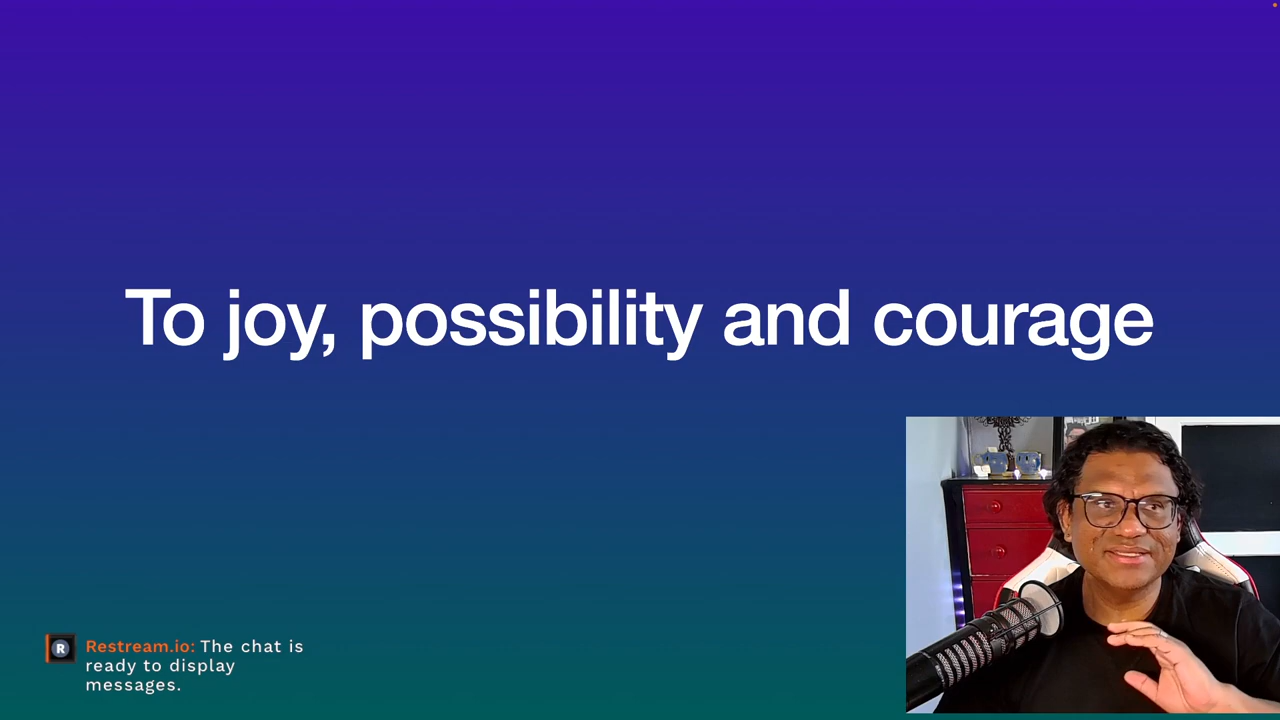 To joy, possibility and courage
R
Restream.io: The chat is
ready to display
messages.